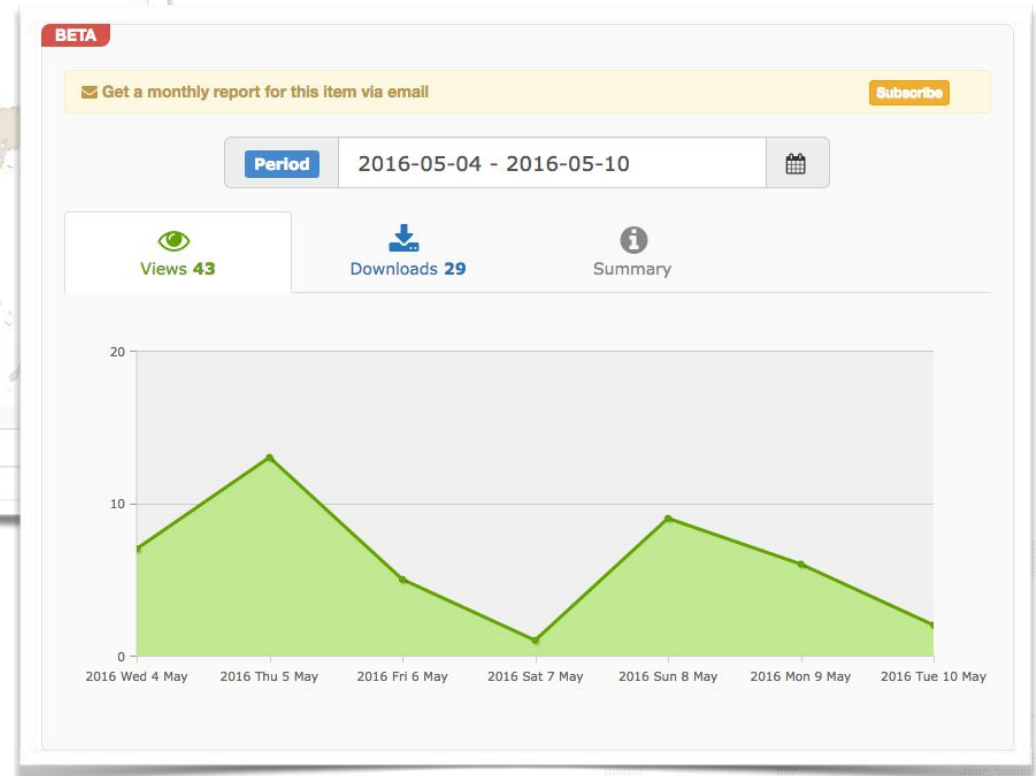 BETA
Get a monthly report for this item via email
Subscribe
Period
2016-05-04 - 2016-05-10
Views 43
Downloads 29
Summary
20
10
0
2016 Wed 4 May
2016 Thu 5 May
2016 Fri 6 May
2016 Sat 7 May
2016 Sun 8 May
2016 Mon 9 May
2016 Tue 10 May